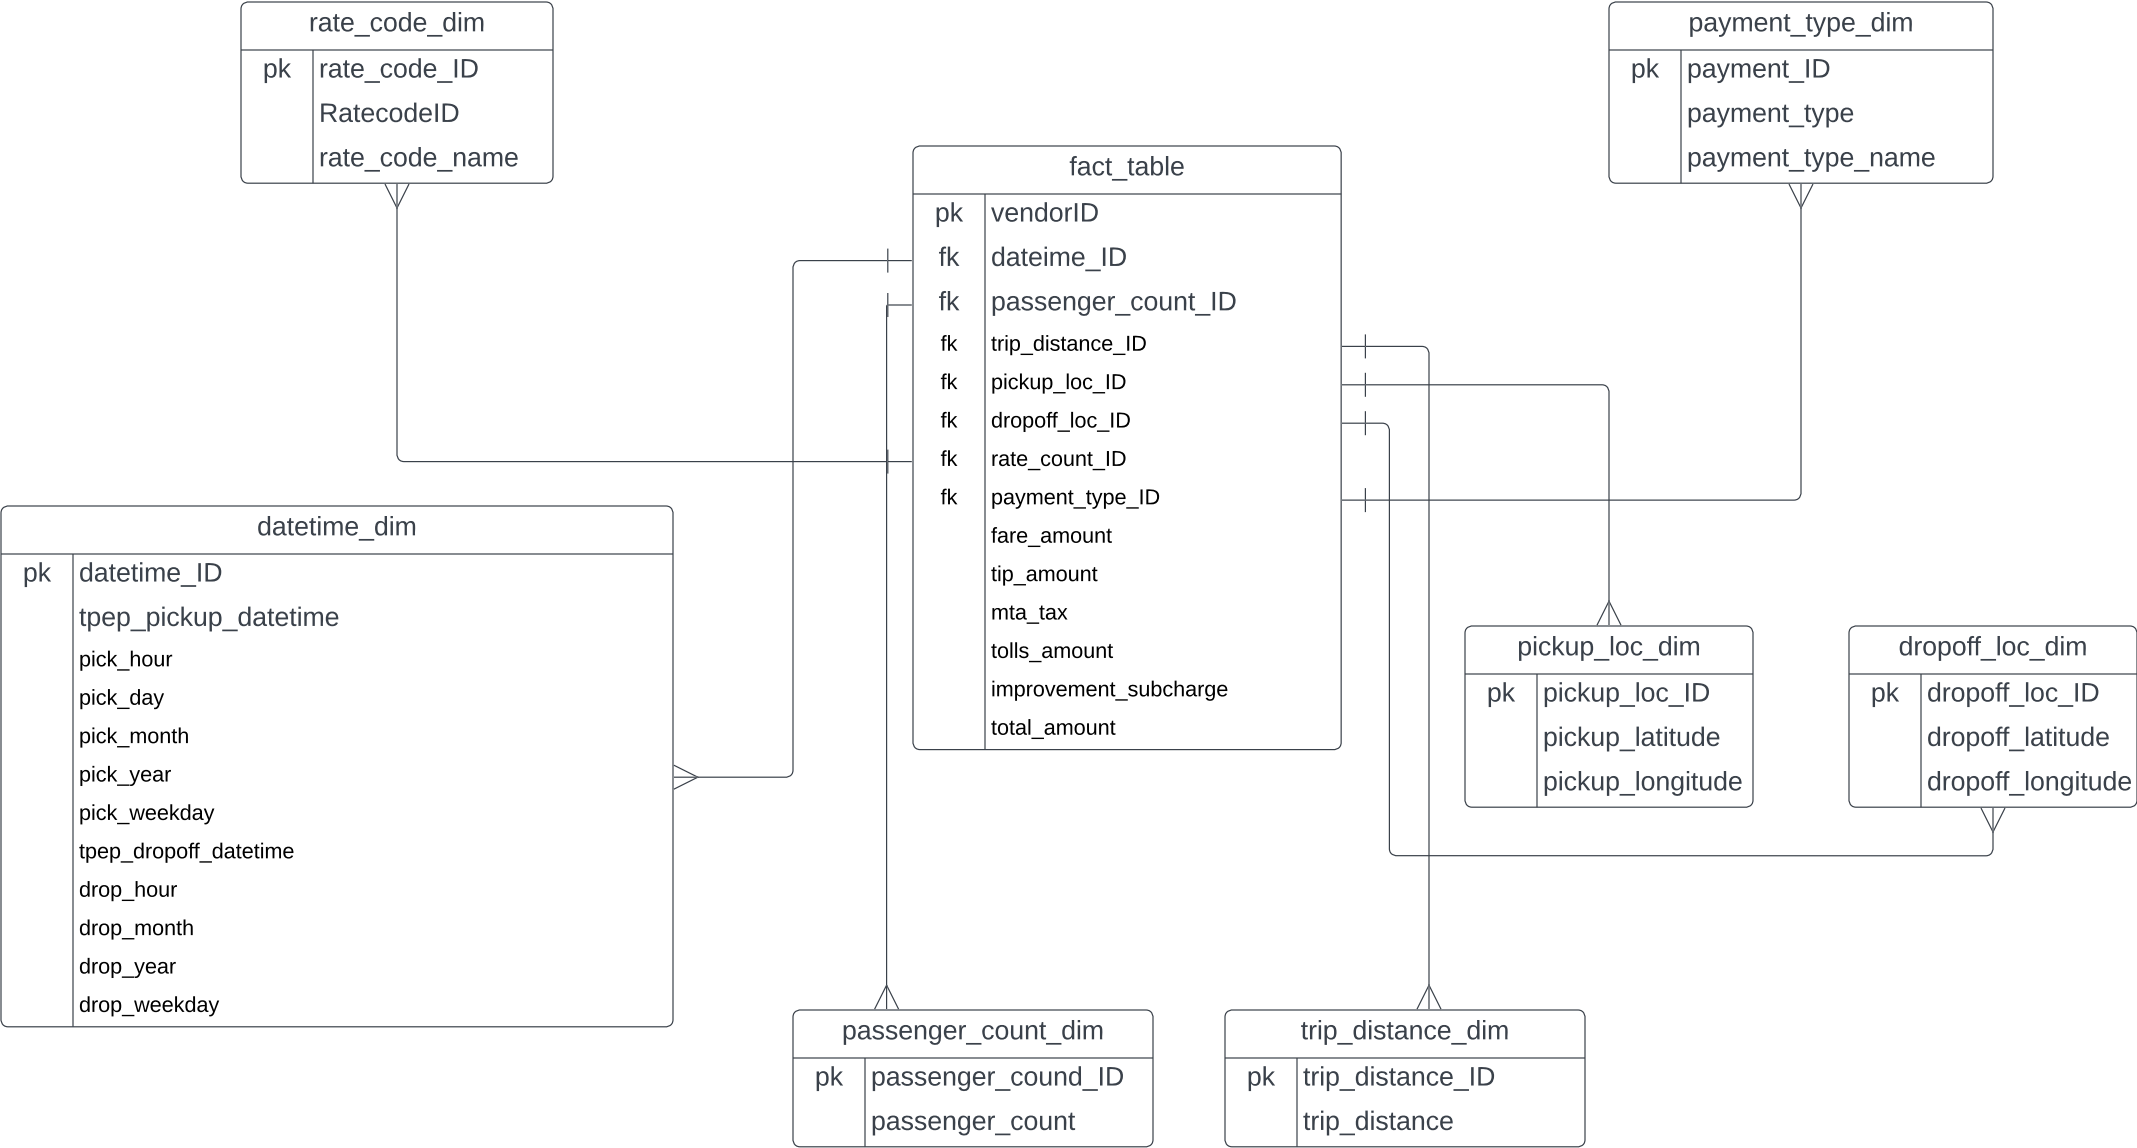 rate_code_dim
pk rate_code_ID
RatecodeID
rate_code_name
payment_type_dim
pk payment_ID
payment_type
payment_type_name
fact_table
pk vendorID
fk dateime_ID
fk passenger_count_ID
fk trip_distance_ID
fk pickup_loc_ID
fk dropoff_loc_ID
fk rate_count_ID
fk payment_type_ID
fare_amount
tip_amount
mta_tax
tolls_amount
improvement_subcharge
total_amount
datetime_dim
pk datetime_ID
tpep_pickup_datetime
pick_hour
pick_day
pick_month
pick_year
pick_weekday
tpep_dropoff_datetime
drop_hour
drop_month
drop_year
drop_weekday
pickup_loc_dim
pk pickup_loc_ID
pickup_latitude
pickup_longitude
dropoff_loc_dim
pk dropoff_loc_ID
dropoff_latitude
dropoff_longitude
passenger_count_dim
pk passenger_cound_ID
passenger_count
trip_distance_dim
pk trip_distance_ID
trip_distance